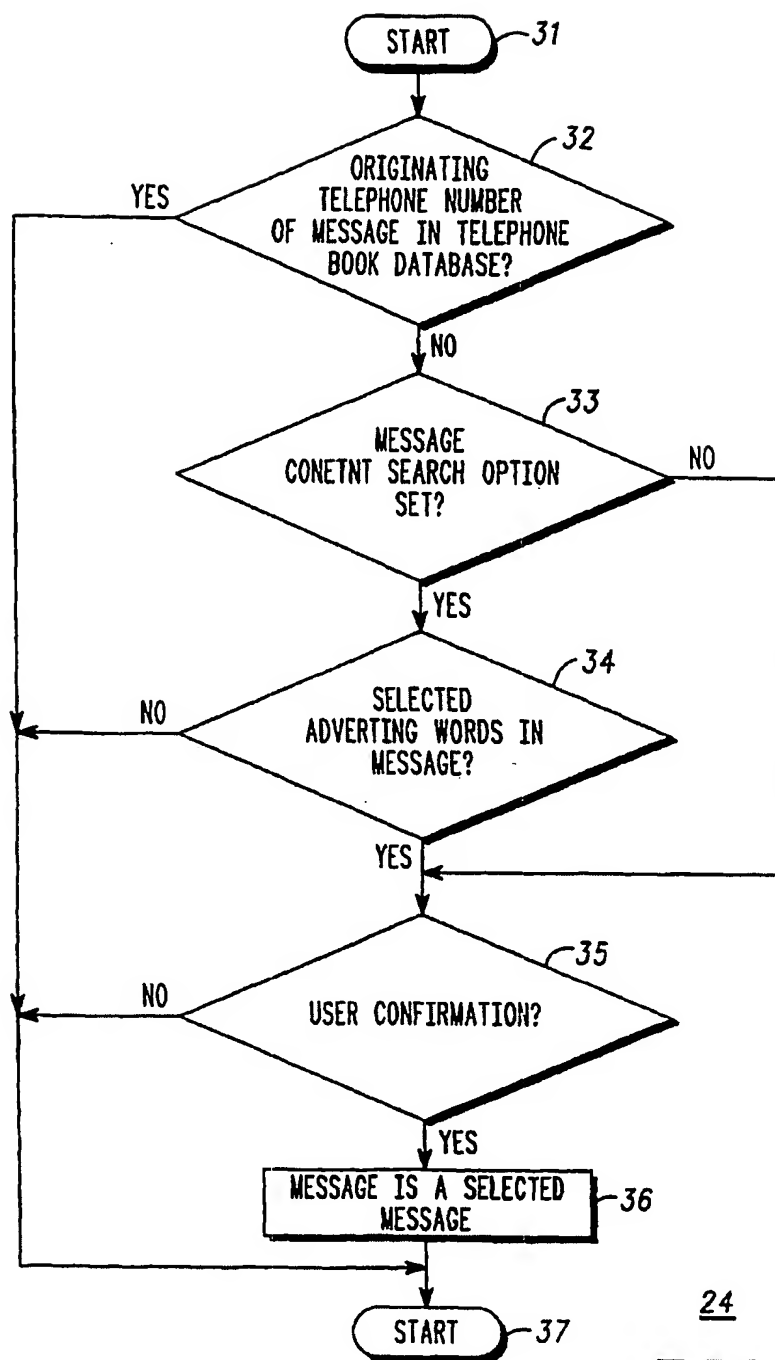 START
31
32
ORIGINATING
TELEPHONE NUMBER
OF MESSAGE IN TELEPHONE
BOOK DATABASE?
YES
NO
33
MESSAGE
CONETNT SEARCH OPTION
SET?
NO
YES
34
SELECTED
ADVERTING WORDS IN
MESSAGE?
NO
YES
35
USER CONFIRMATION?
NO
YES
MESSAGE IS A SELECTED
MESSAGE
36
START
37
24